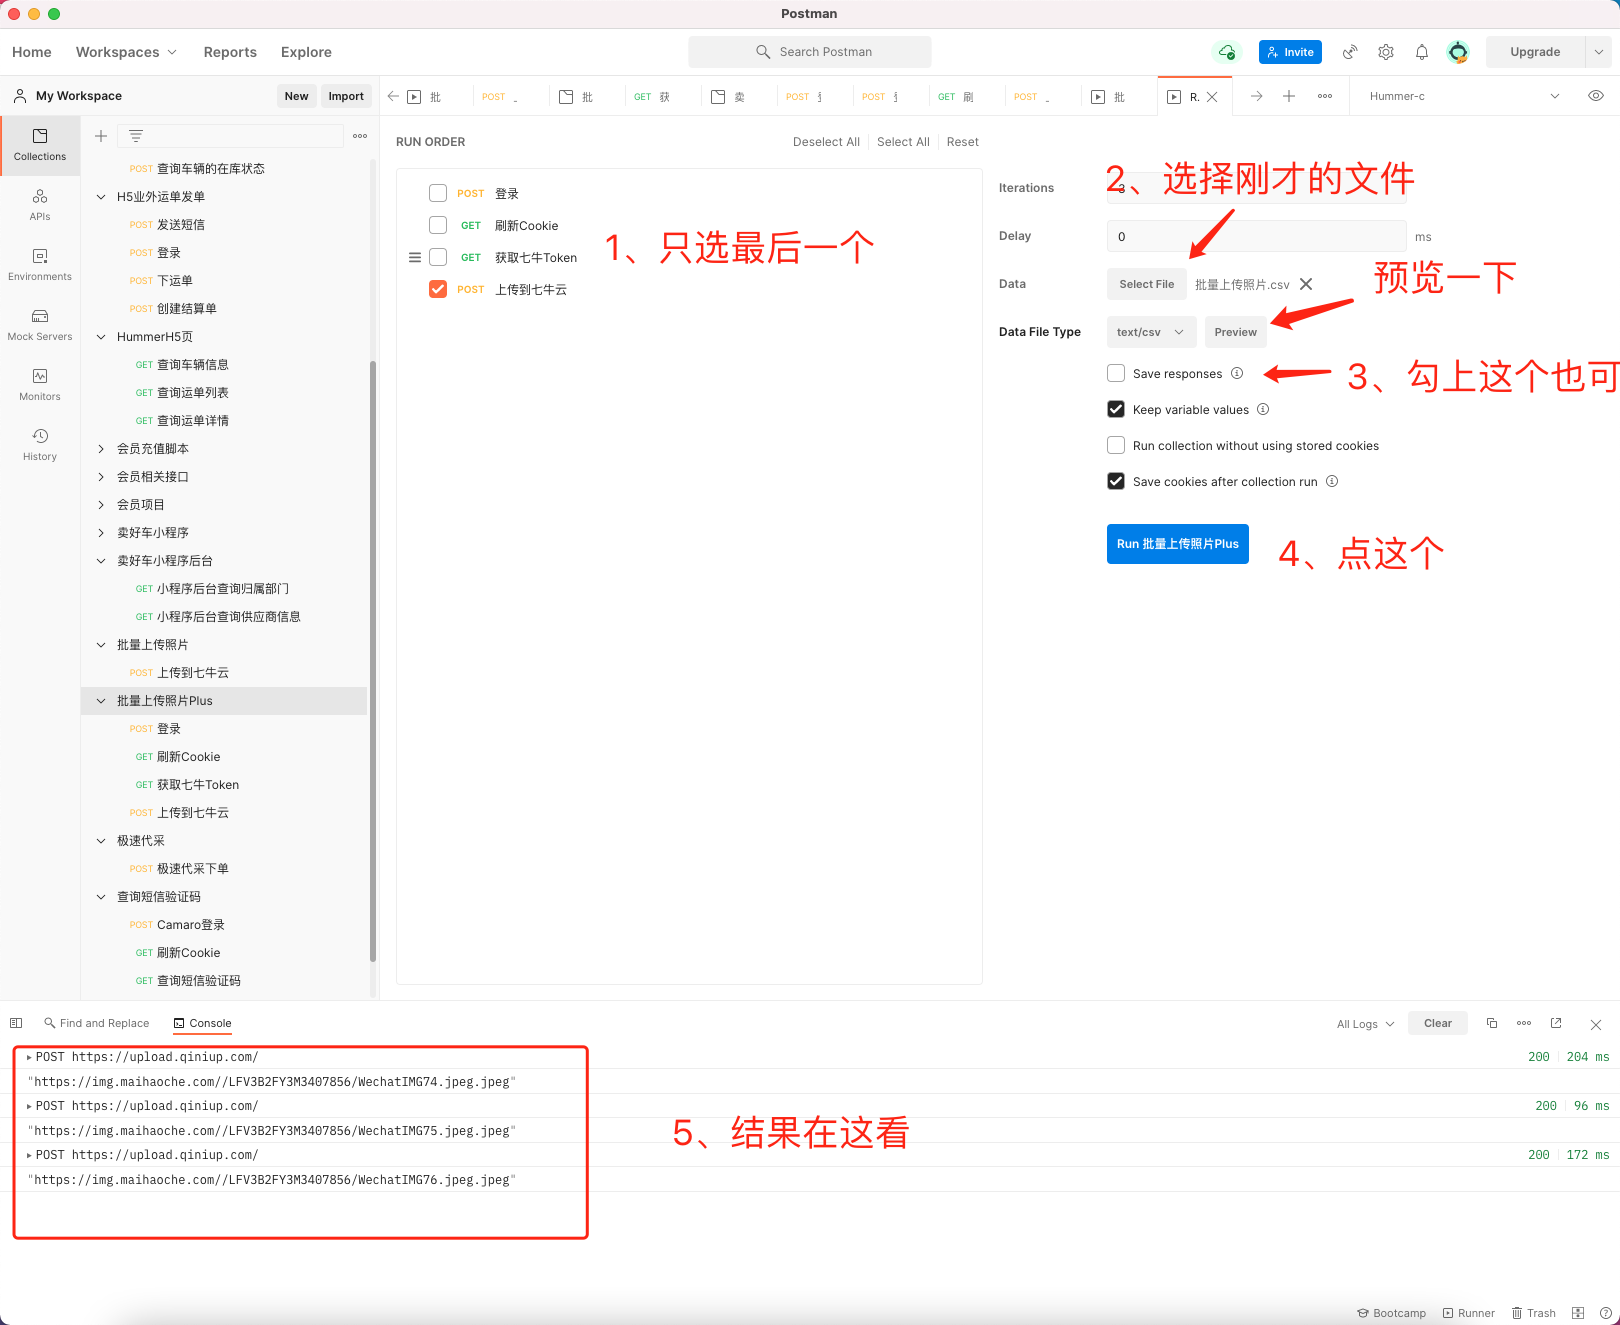 Postman
Home Workspaces Reports Explore
Search Postman
Invite
Upgrade
My Workspace New Import
批 POST _ 批 GET 获 卖 POST POST GET 刷 POST _ 批 R.
Hummer-c
Collections
APIs
Environments
Mock Servers
Monitors
History
POST 查询车辆的在库状态
H5业外运单发单
POST 发送短信
POST 登录
POST 下运单
POST 创建结算单
HummerH5页
GET 查询车辆信息
GET 查询运单列表
GET 查询运单详情
会员充值脚本
会员相关接口
会员项目
卖好车小程序
卖好车小程序后台
GET 小程序后台查询归属部门
GET 小程序后台查询供应商信息
批量上传照片
POST 上传到七牛云
批量上传照片Plus
POST 登录
GET 刷新Cookie
GET 获取七牛Token
POST 上传到七牛云
极速代采
POST 极速代采下单
查询短信验证码
POST Camaro登录
GET 刷新Cookie
GET 查询短信验证码
RUN ORDER
Deselect All Select All Reset
POST 登录
GET 刷新Cookie
GET 获取七牛Token
POST 上传到七牛云
1、只选最后一个
Iterations 3
2、选择刚才的文件
Delay 0 ms
Data Select File 批量上传照片.csv
预览一下
Data File Type text/csv Preview
Save responses
3、勾上这个也可
Keep variable values
Run collection without using stored cookies
Save cookies after collection run
Run 批量上传照片Plus
4、点这个
Find and Replace Console
All Logs Clear
POST https://upload.qiniup.com/ 200 204 ms
"https://img.maihaoche.com//LFV3B2FY3M3407856/WechatIMG74.jpeg.jpeg"
POST https://upload.qiniup.com/ 200 96 ms
"https://img.maihaoche.com//LFV3B2FY3M3407856/WechatIMG75.jpeg.jpeg"
POST https://upload.qiniup.com/ 200 172 ms
"https://img.maihaoche.com//LFV3B2FY3M3407856/WechatIMG76.jpeg.jpeg"
5、结果在这看
Bootcamp Runner Trash